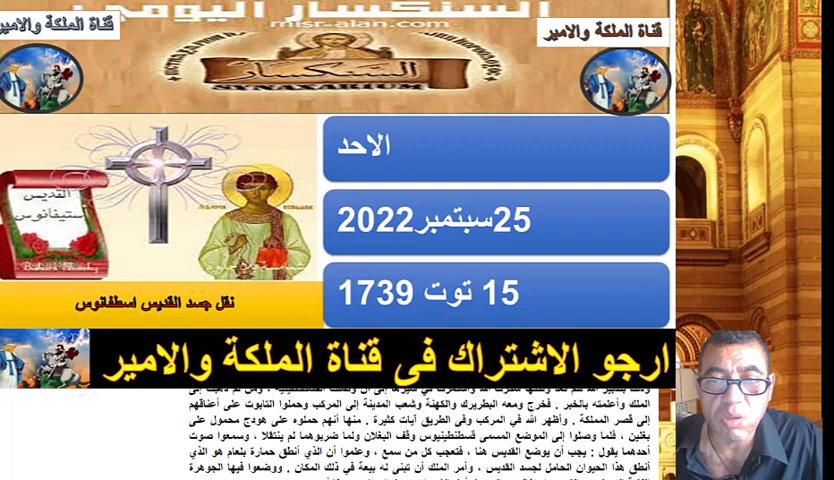 السنكسار اليومي
misr-alan.com
قناة الملكة والامير
قناة الملكة والامير
السنكسار
SYNAXARIUM
الاحد
25سبتمبر2022
15 توت 1739
القديس
استيفانوس
نقل جسد القديس اسطفانوس
ارجو الاشتراك فى قناة الملكة والامير
الملك وأعلمته بالخبر . فخرج ومعه البطريرك والكهنة وشعب المدينة إلى المركب وحملوا التابوت على أعناقهم
إلى قصر المملكة . وأظهر الله في المركب وفى الطريق آيات كثيرة . منها أنهم حملوه على هودج محمول على
بغلين ، فلما وصلوا إلى الموضع المسمى قسطنطينيوس وقف البغلان ولما ضربوهما لم ينتقلا ، وسمعوا صوت
أحدهما يقول : يجب أن يوضع القديس هنا ، فتعجب كل من سمع ، وعلموا أن الذي أنطق حمارة بلعام هو الذي
أنطق هذا الحيوان الحامل لجسد القديس ، وأمر الملك أن تبنى له بيعة في ذلك المكان . ووضعوا فيها الجوهرة